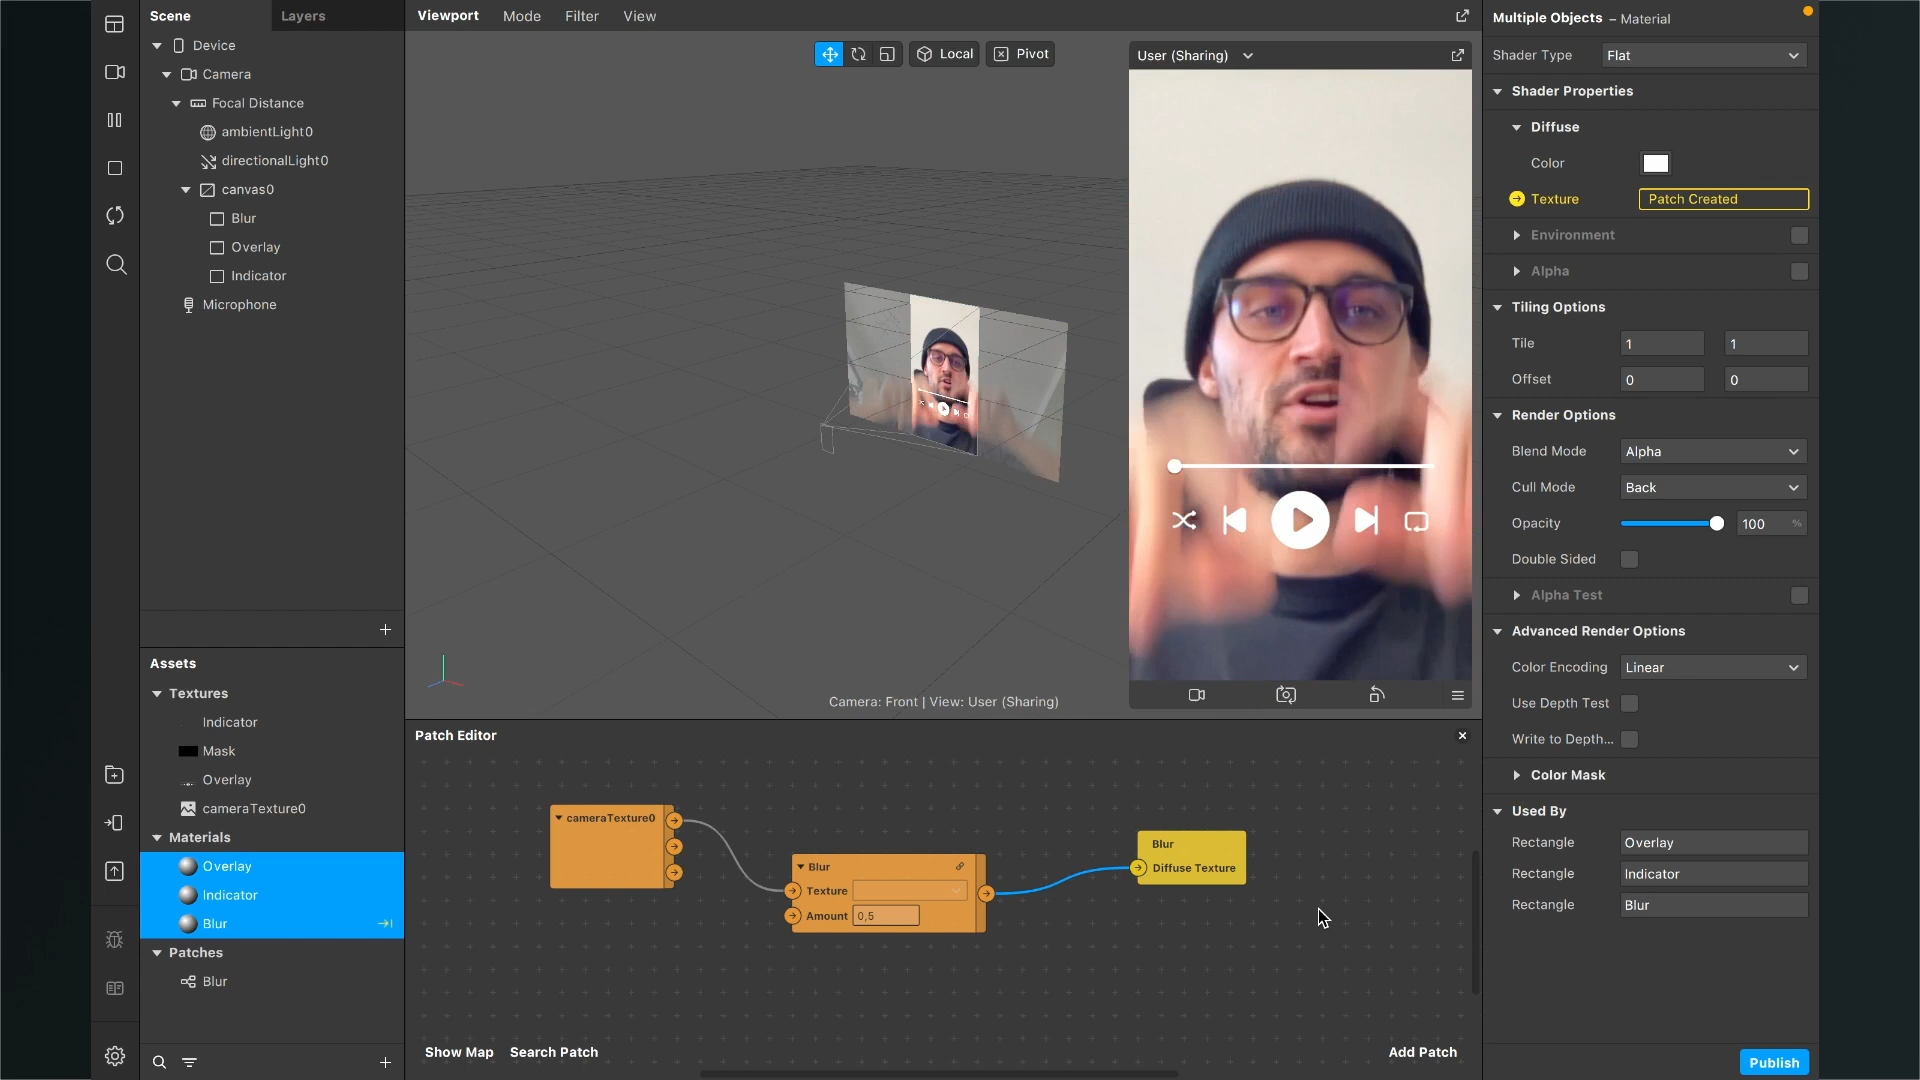 Scene
Layers
Device
Camera
Focal Distance
ambientLight0
directionalLight0
canvas0
Blur
Overlay
Indicator
Microphone
Assets
Textures
Indicator
Mask
Overlay
cameraTexture0
Materials
Overlay
Indicator
Blur
Patches
Blur
Viewport
Mode
Filter
View
Local
Pivot
User (Sharing)
Camera: Front | View: User (Sharing)
Patch Editor
cameraTexture0
Blur
Texture
Amount 0,5
Blur
Diffuse Texture
Show Map
Search Patch
Add Patch
Multiple Objects – Material
Shader Type Flat
Shader Properties
Diffuse
Color
Texture Patch Created
Environment
Alpha
Tiling Options
Tile 1 1
Offset 0 0
Render Options
Blend Mode Alpha
Cull Mode Back
Opacity 100 %
Double Sided
Alpha Test
Advanced Render Options
Color Encoding Linear
Use Depth Test
Write to Depth...
Color Mask
Used By
Rectangle Overlay
Rectangle Indicator
Rectangle Blur
Publish